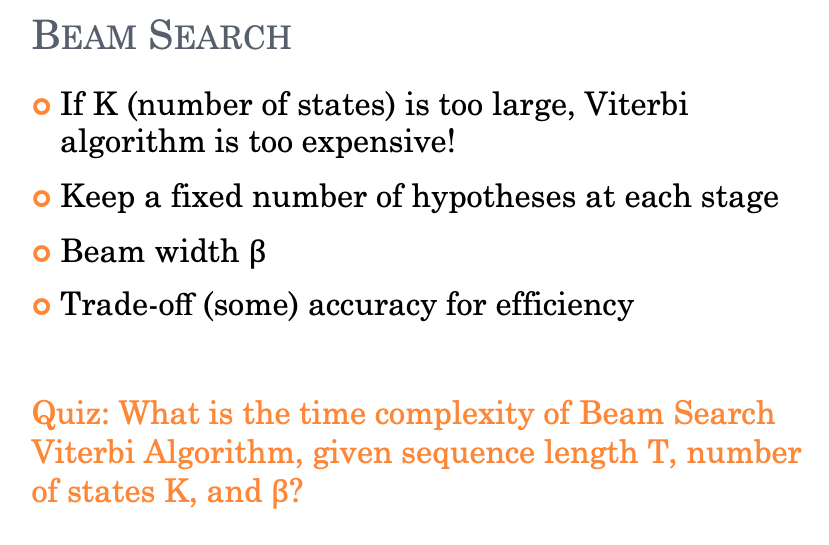 BEAM SEARCH
If K (number of states) is too large, Viterbi
algorithm is too expensive!
Keep a fixed number of hypotheses at each stage
Beam width β
Trade-off (some) accuracy for efficiency
Quiz: What is the time complexity of Beam Search
Viterbi Algorithm, given sequence length T, number
of states K, and β?